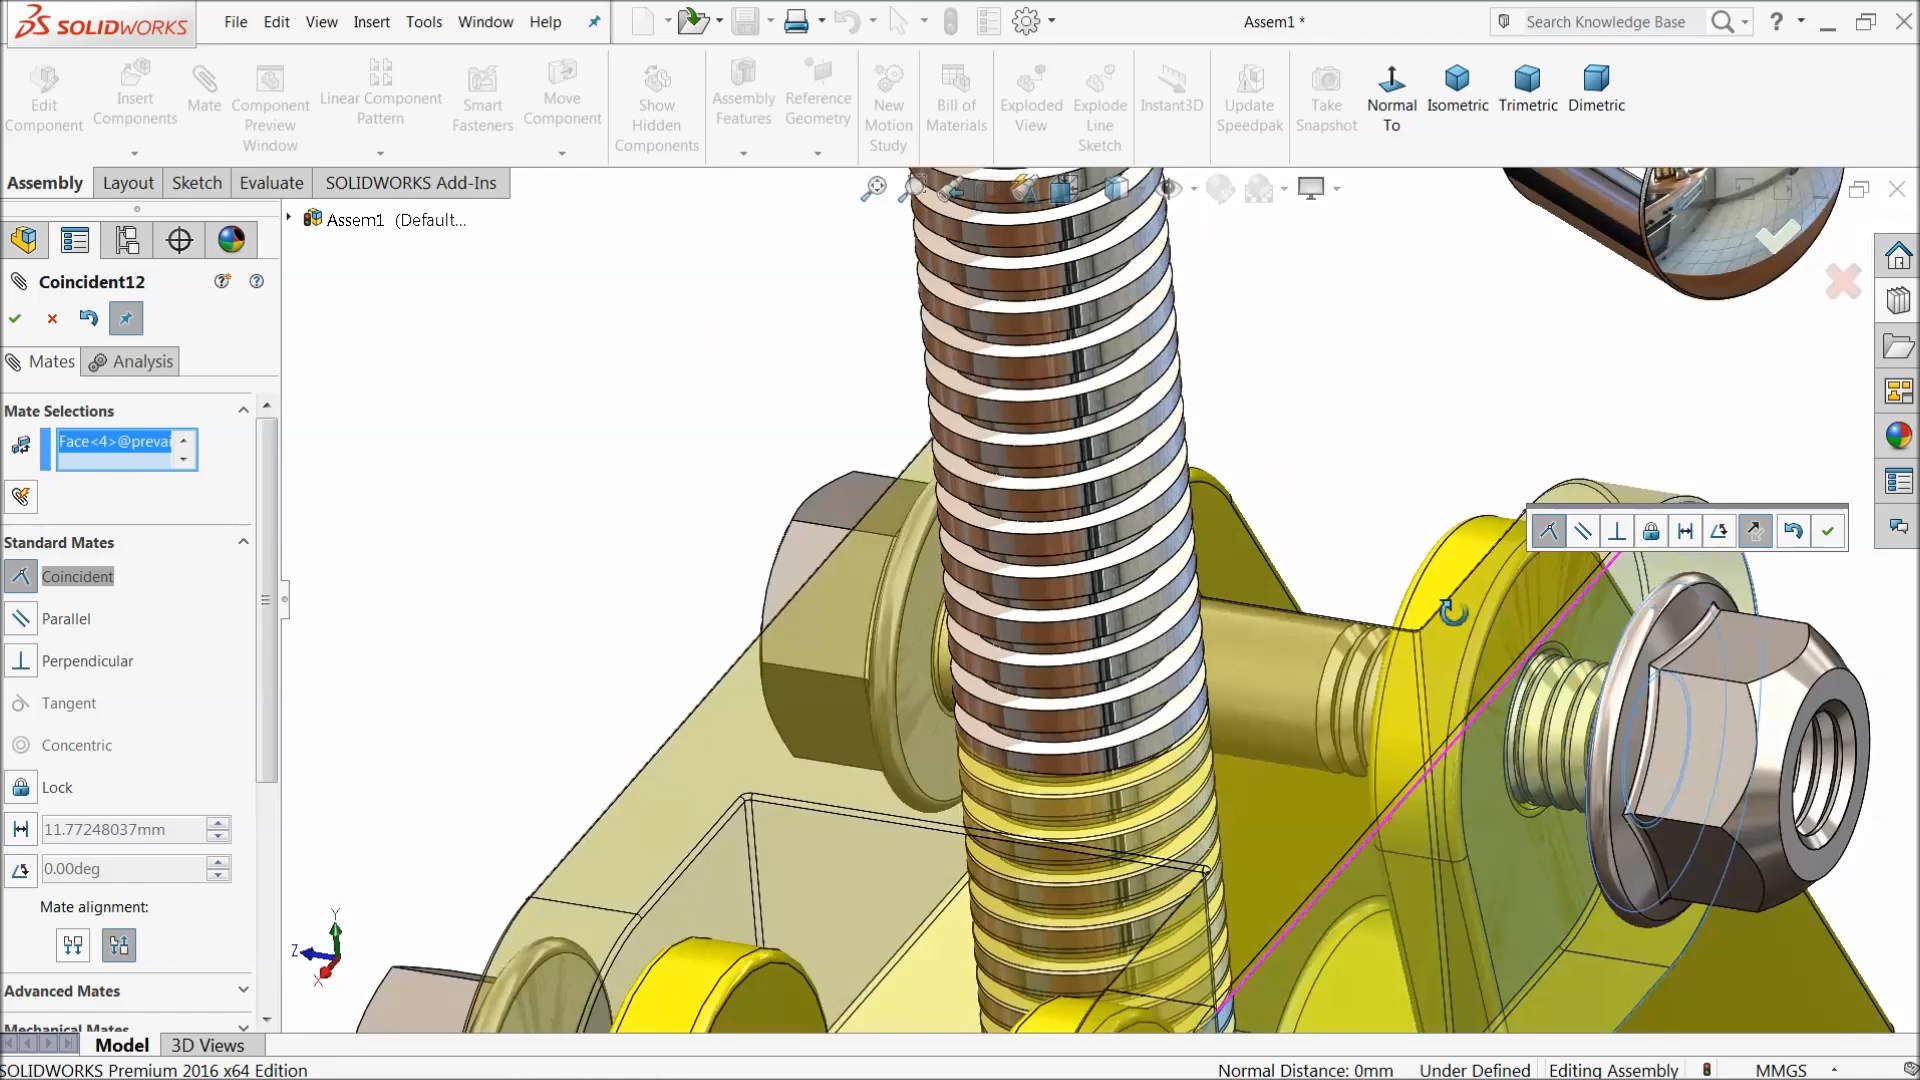 SOLIDWORKS
File Edit View Insert Tools Window Help
Assem1 *
Search Knowledge Base
?
Edit Component
Insert Components
Mate
Component Preview Window
Linear Component Pattern
Smart Fasteners
Move Component
Show Hidden Components
Assembly Features
Reference Geometry
New Motion Study
Bill of Materials
Exploded View
Explode Line Sketch
Instant3D
Update Speedpak
Take Snapshot
Normal To
Isometric
Trimetric
Dimetric
Assembly Layout Sketch Evaluate SOLIDWORKS Add-Ins
Assem1 (Default...
Coincident12
Mates Analysis
Mate Selections
Face<4>@prevai
Standard Mates
Coincident
Parallel
Perpendicular
Tangent
Concentric
Lock
11.77248037mm
0.00deg
Mate alignment:
Advanced Mates
Mechanical Mates
Y
Z
X
Model 3D Views
SOLIDWORKS Premium 2016 x64 Edition
Normal Distance: 0mm Under Defined Editing Assembly MMGS